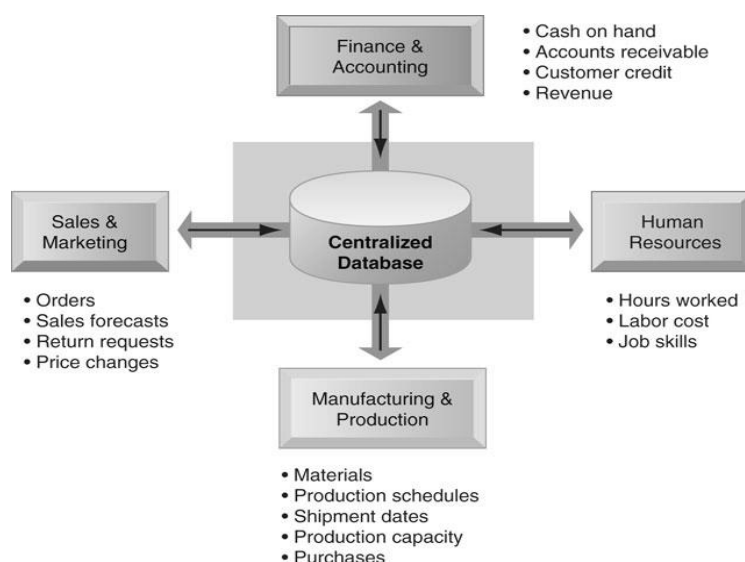 Finance &
Accounting
• Cash on hand
• Accounts receivable
• Customer credit
• Revenue
Sales &
Marketing
Centralized
Database
Human
Resources
• Orders
• Sales forecasts
• Return requests
• Price changes
• Hours worked
• Labor cost
• Job skills
Manufacturing &
Production
• Materials
• Production schedules
• Shipment dates
• Production capacity
• Purchases